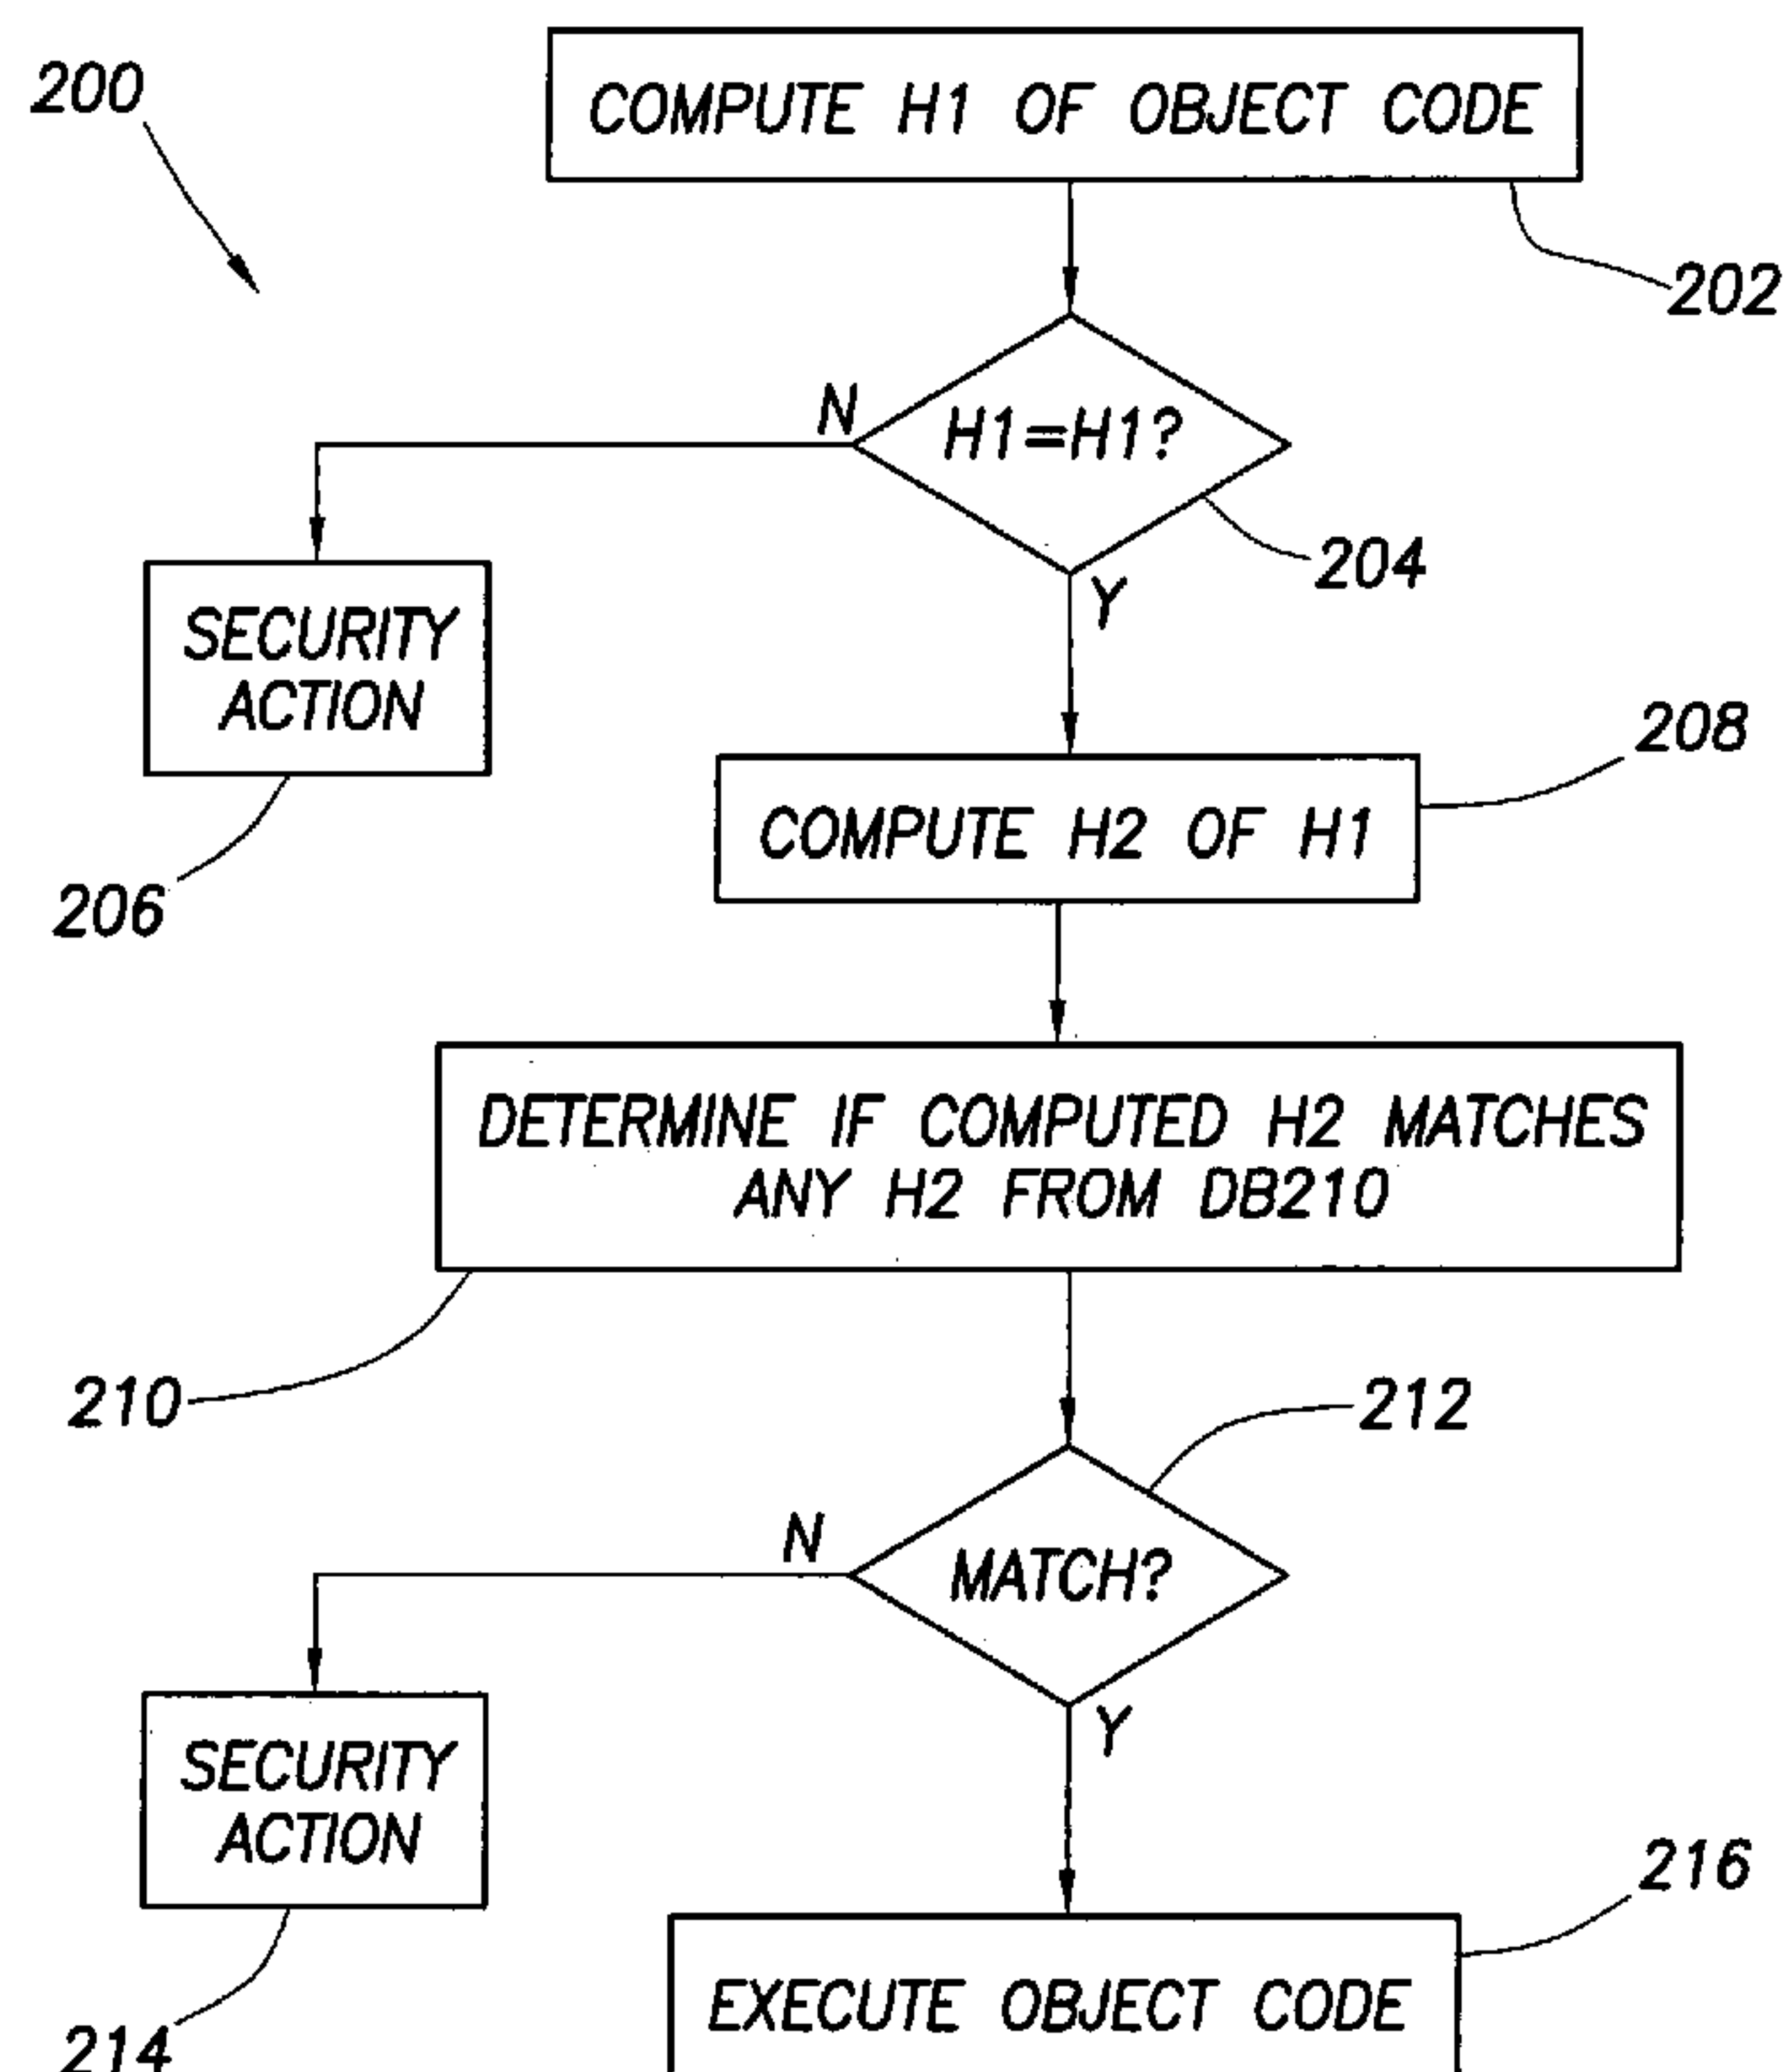 200
COMPUTE H1 OF OBJECT CODE
202
N
H1=H1?
204
Y
SECURITY
ACTION
206
208
COMPUTE H2 OF H1
DETERMINE IF COMPUTED H2 MATCHES
ANY H2 FROM DB210
210
212
N
MATCH?
Y
SECURITY
ACTION
214
216
EXECUTE OBJECT CODE